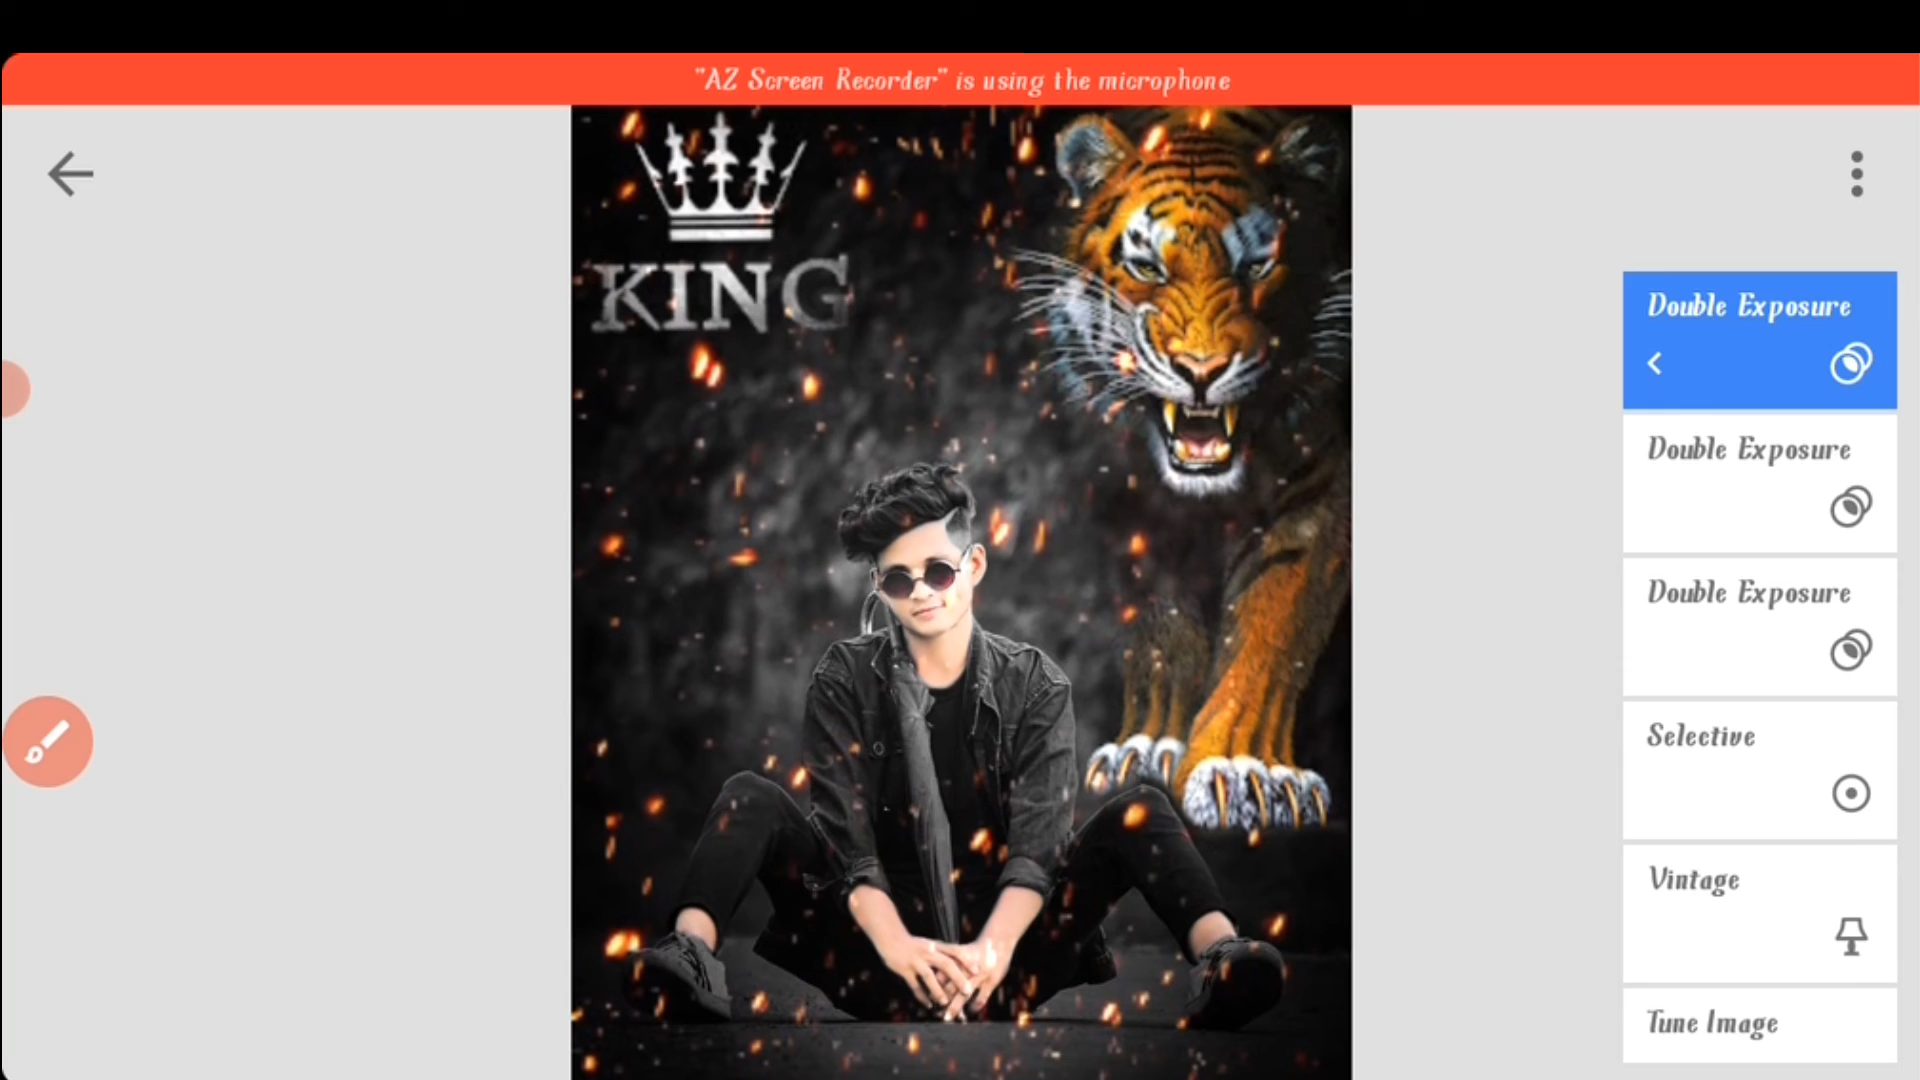 "AZ Screen Recorder" is using the microphone
KING
Double Exposure
Double Exposure
Double Exposure
Selective
Vintage
Tune Image